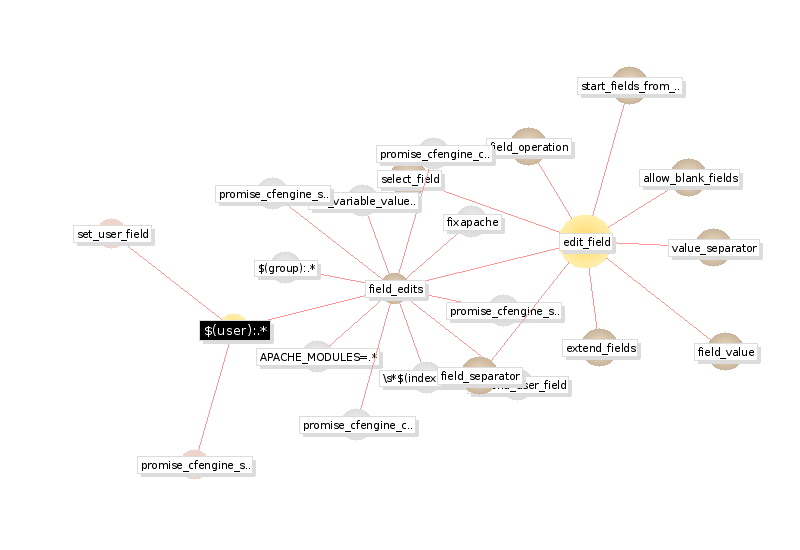 start_fields_from_..
field_operation
promise_cfengine_c..
select_field
allow_blank_fields
promise_cfengine_s..
_variable_value..
fixapache
set_user_field
edit_field
value_separator
$(group):.*
field_edits
promise_cfengine_s..
$(user):.*
extend_fields
field_value
APACHE_MODULES=.*
\s*$(index
field_separator
_user_field
promise_cfengine_c..
promise_cfengine_s..